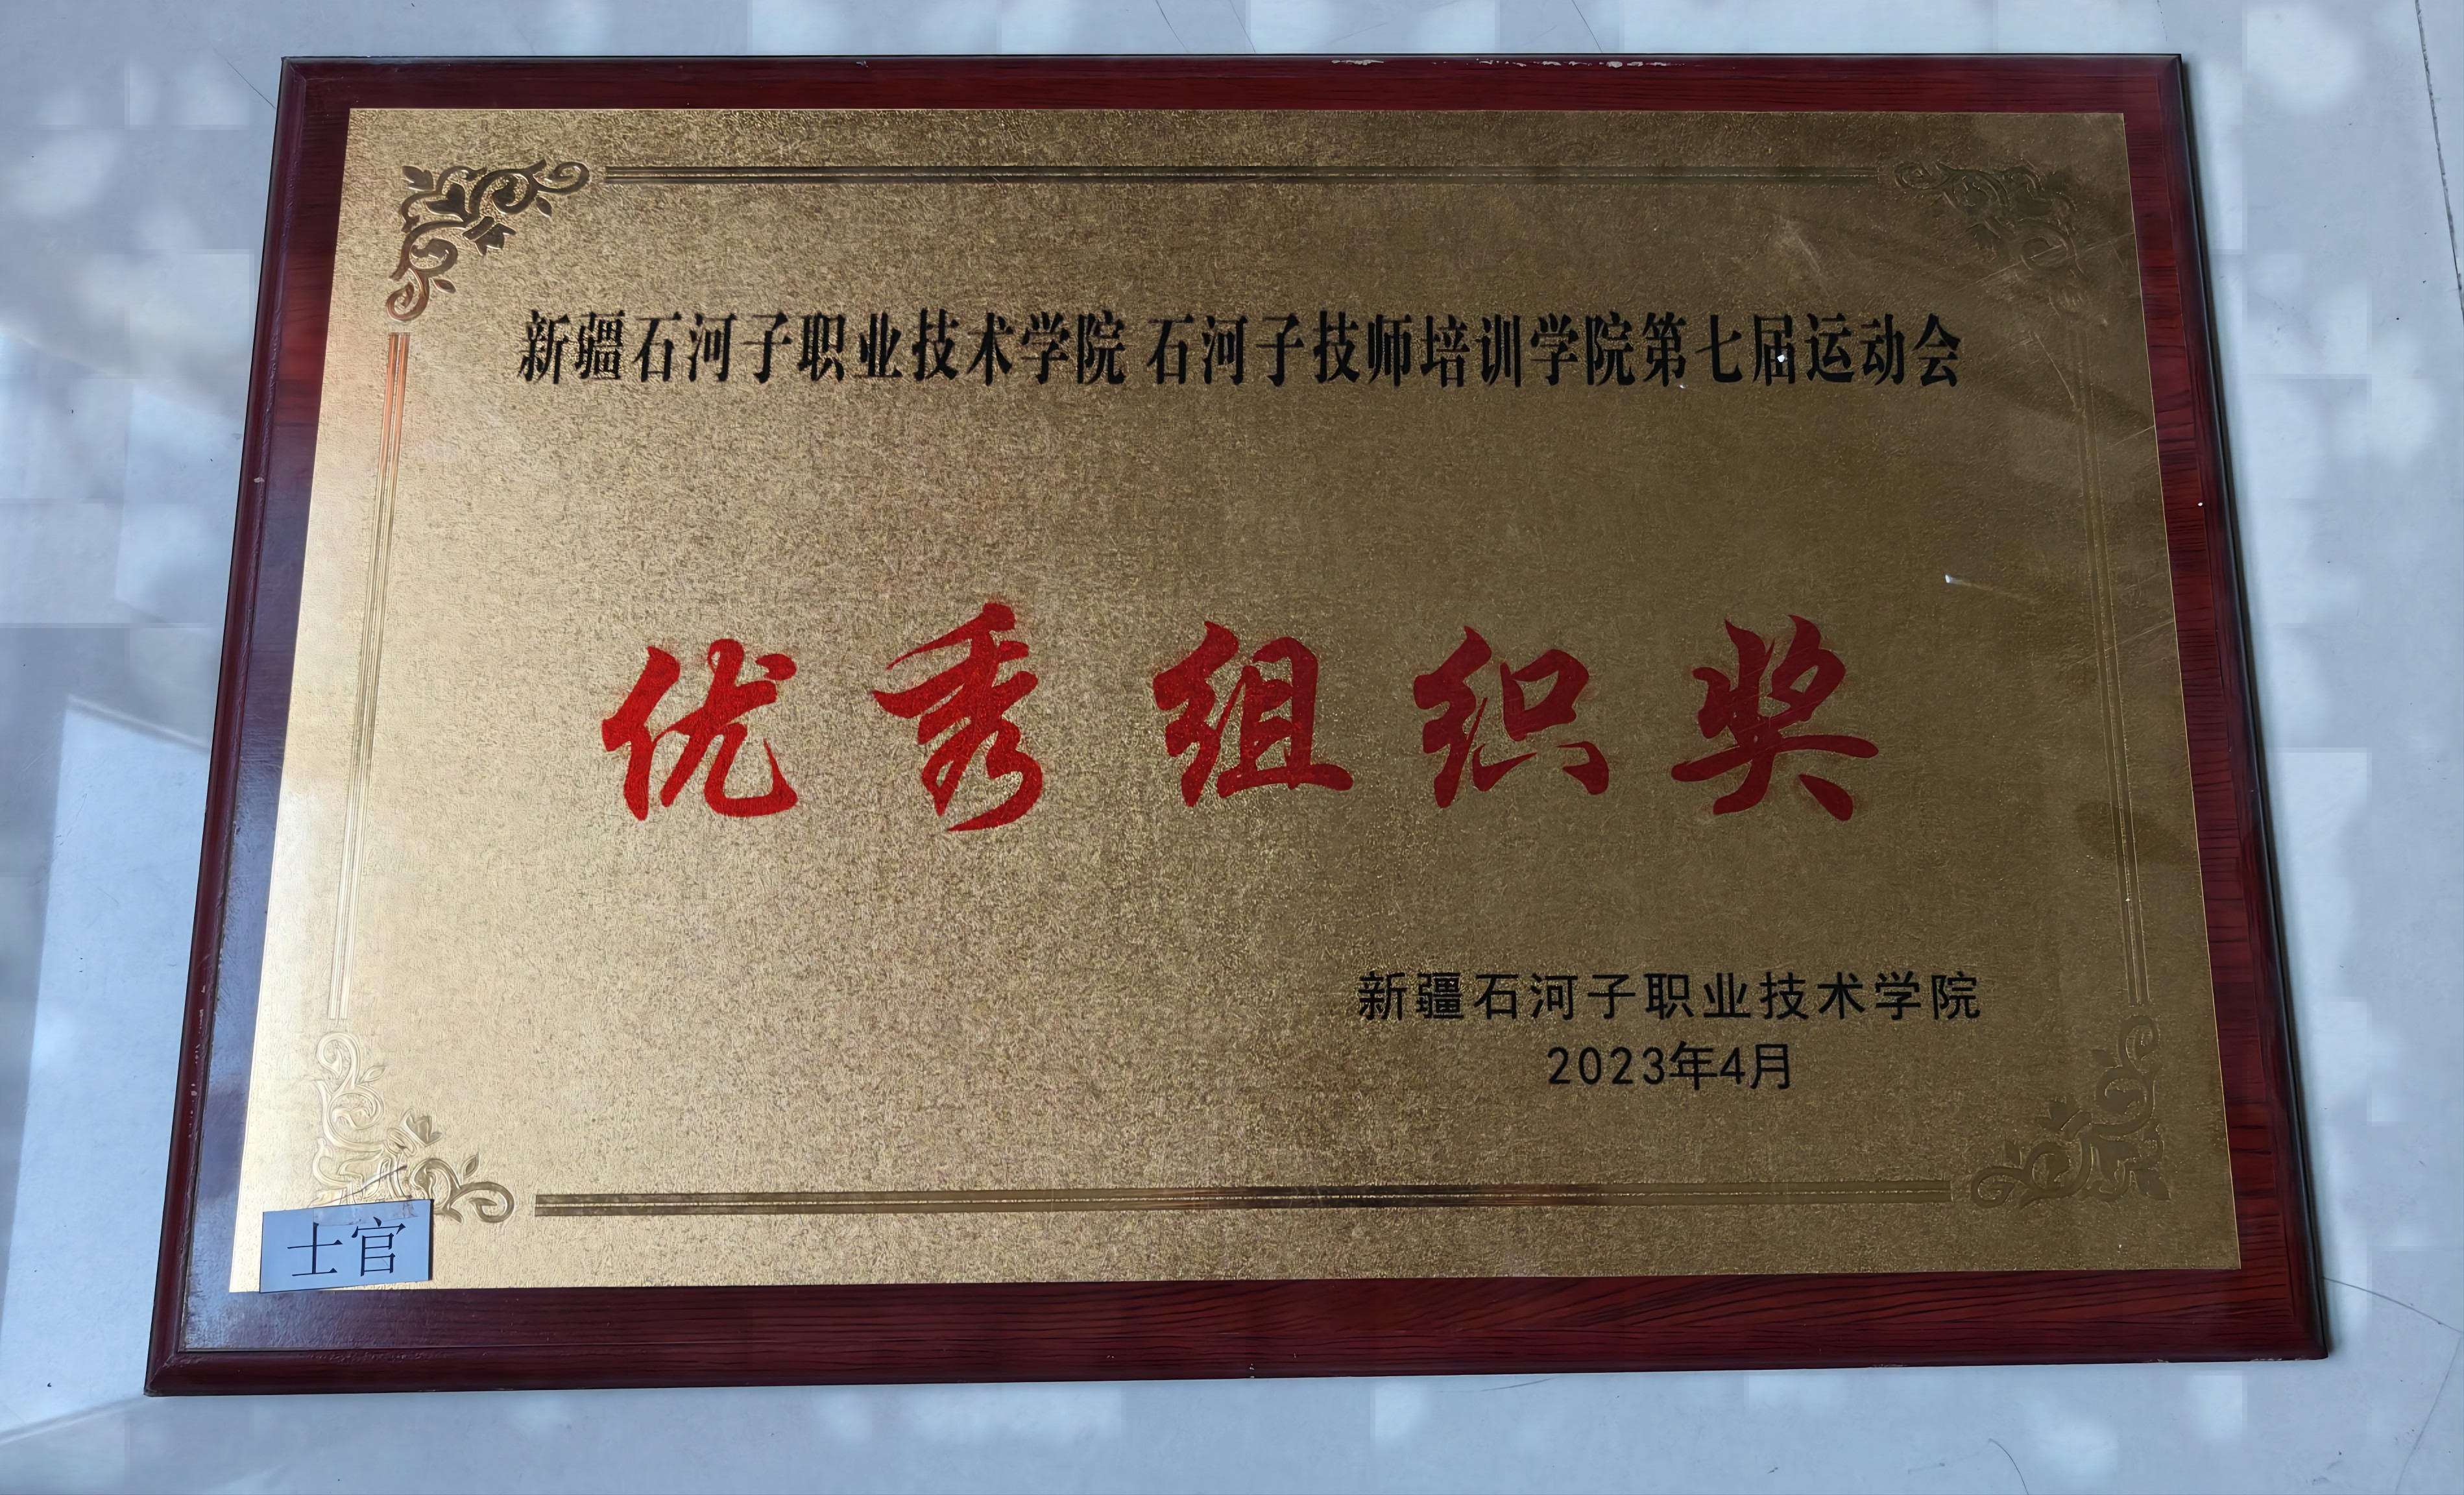 新疆石河子职业技术学院 石河子技师培训学院第七届运动会
优秀组织奖
新疆石河子职业技术学院
2023年4月
士官